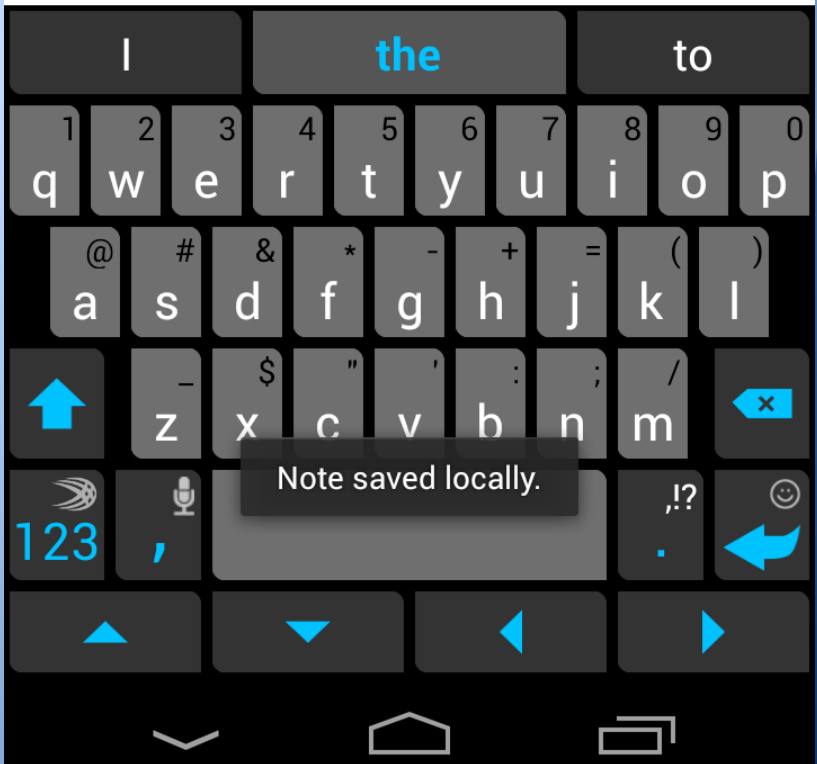 I the to
1 2 3 4 5 6 7 8 9 0
q w e r t y u i o p
@ # & * - + = ( )
a s d f g h j k l
_ $ " ' : ; /
z x c v b n m
Note saved locally.
,!?
123 , .